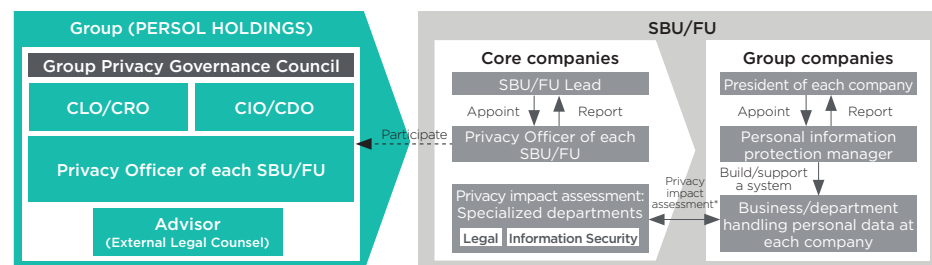 Group (PERSOL HOLDINGS)
Group Privacy Governance Council
CLO/CRO
CIO/CDO
Privacy Officer of each SBU/FU
Advisor
(External Legal Counsel)
Participate
SBU/FU
Core companies
SBU/FU Lead
Appoint
Report
Privacy Officer of each
SBU/FU
Privacy impact assessment:
Specialized departments
Legal
Information Security
Privacy
impact
assessment*
Group companies
President of each company
Appoint
Report
Personal information
protection manager
Build/support
a system
Business/department
handling personal data at
each company